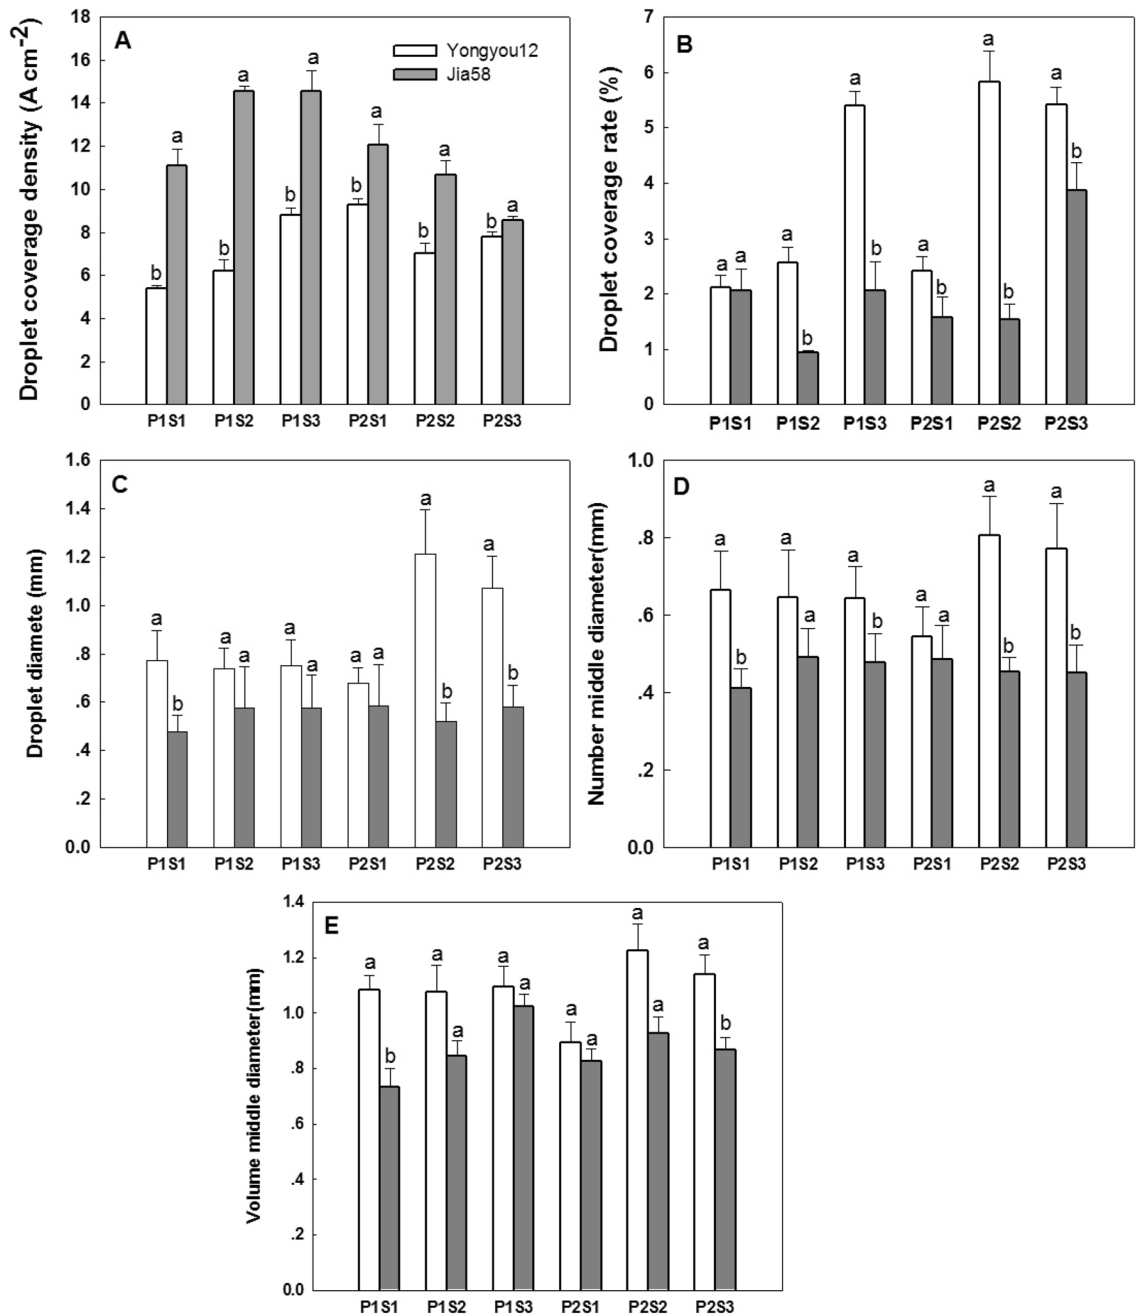 A
Yongyou12
Jia58
Droplet coverage density (A cm-2)
18
16
14
12
10
8
6
4
2
0
a
a
a
a
a
a
b
b
b
b
b
b
P1S1 P1S2 P1S3 P2S1 P2S2 P2S3
B
Droplet coverage rate (%)
7
6
5
4
3
2
1
0
a a
a b
a b
a b
a b
a b
P1S1 P1S2 P1S3 P2S1 P2S2 P2S3
C
Droplet diamete (mm)
1.6
1.4
1.2
1.0
.8
.6
.4
.2
0.0
a b
a a
a a
a a
a b
a b
P1S1 P1S2 P1S3 P2S1 P2S2 P2S3
D
Number middle diameter(mm)
1.0
.8
.6
.4
.2
0.0
a b
a a
a b
a a
a b
a b
P1S1 P1S2 P1S3 P2S1 P2S2 P2S3
E
Volume middle diameter(mm)
1.4
1.2
1.0
.8
.6
.4
.2
0.0
a b
a a
a a
a a
a a
a b
P1S1 P1S2 P1S3 P2S1 P2S2 P2S3